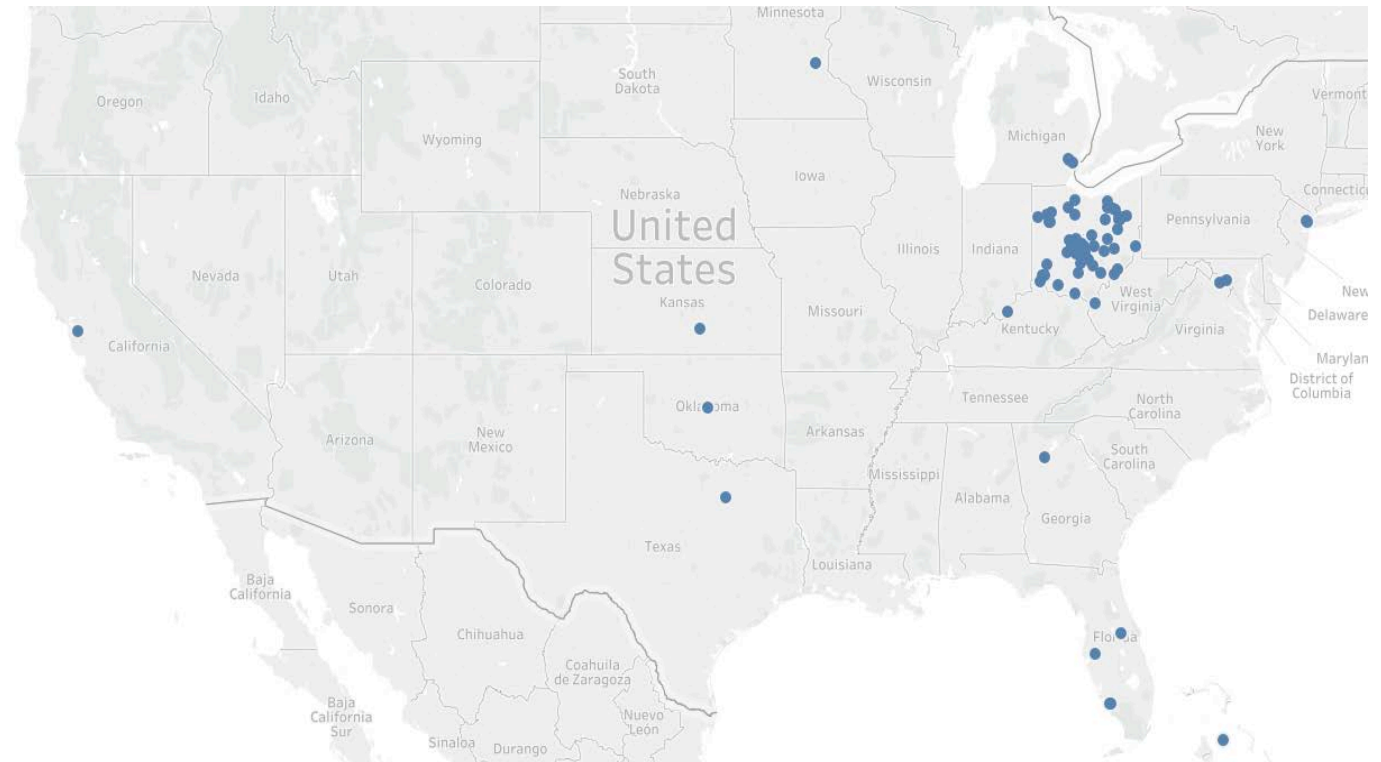 Minnesota
South
Dakota
Wisconsin
Oregon
Idaho
Vermont
Wyoming
Michigan
New
York
Iowa
Connectic
Nebraska
Pennsylvania
United
States
Illinois
Indiana
Nevada
Utah
Colorado
Kansas
Missouri
West
Virginia
New
Delaware
Kentucky
Virginia
California
Marylan
District of
Columbia
Tennessee
North
Carolina
Arizona
New
Mexico
Oklahoma
Arkansas
South
Carolina
Mississippi
Alabama
Georgia
Texas
Louisiana
Baja
California
Sonora
Chihuahua
Florida
Coahuila
de Zaragoza
Baja
California
Sur
Nuevo
León
Sinaloa
Durango